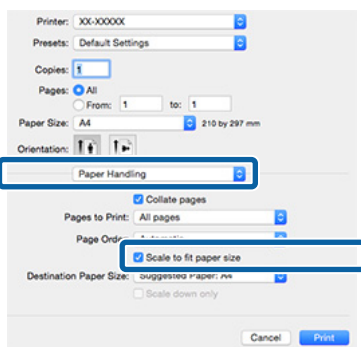 Printer: XX-XXXXX
Presets: Default Settings
Copies: 1
Pages: All
From: 1 to: 1
Paper Size: A4 210 by 297 mm
Orientation:
Paper Handling
Collate pages
Pages to Print: All pages
Page Order: Automatic
Scale to fit paper size
Destination Paper Size: Suggested Paper: A4
Scale down only
Cancel Print